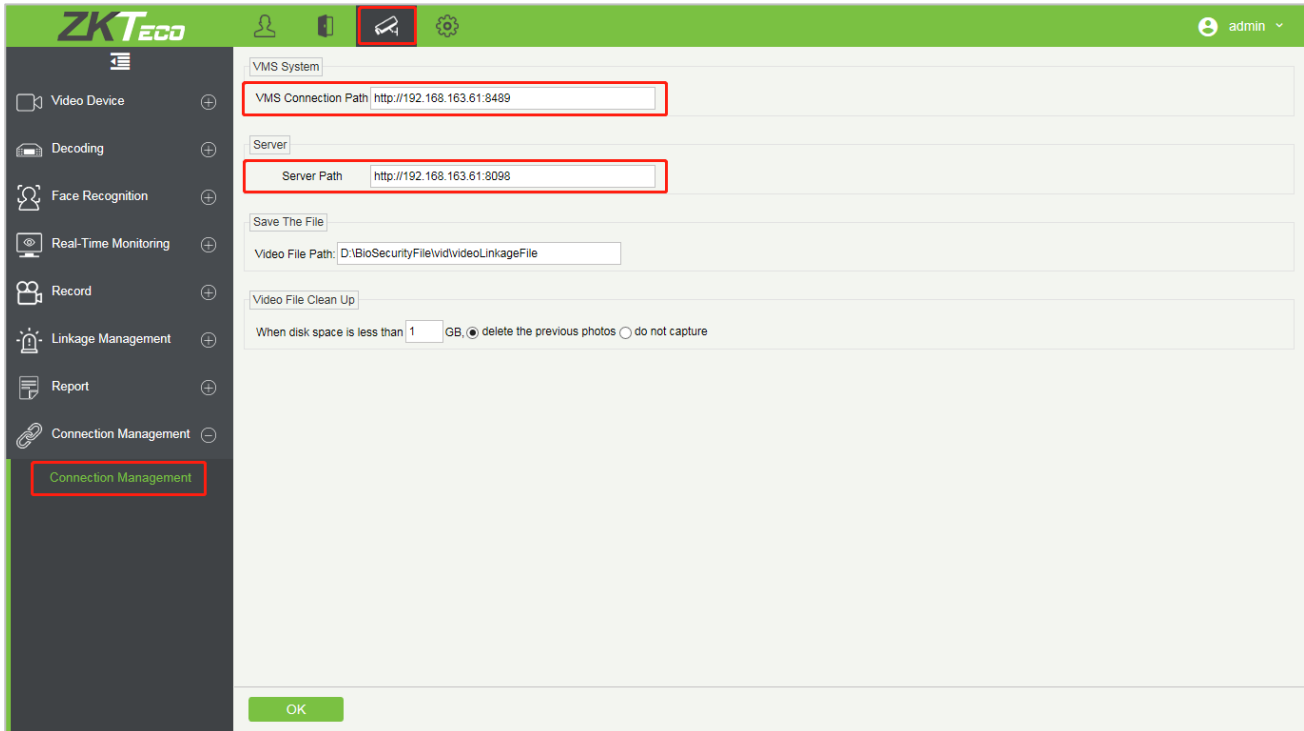 ZKTeco
admin
Video Device
Decoding
Face Recognition
Real-Time Monitoring
Record
Linkage Management
Report
Connection Management
Connection Management
VMS System
VMS Connection Path http://192.168.163.61:8489
Server
Server Path http://192.168.163.61:8098
Save The File
Video File Path: D:\BioSecurityFile\vid\videoLinkageFile
Video File Clean Up
When disk space is less than 1 GB, delete the previous photos do not capture
OK